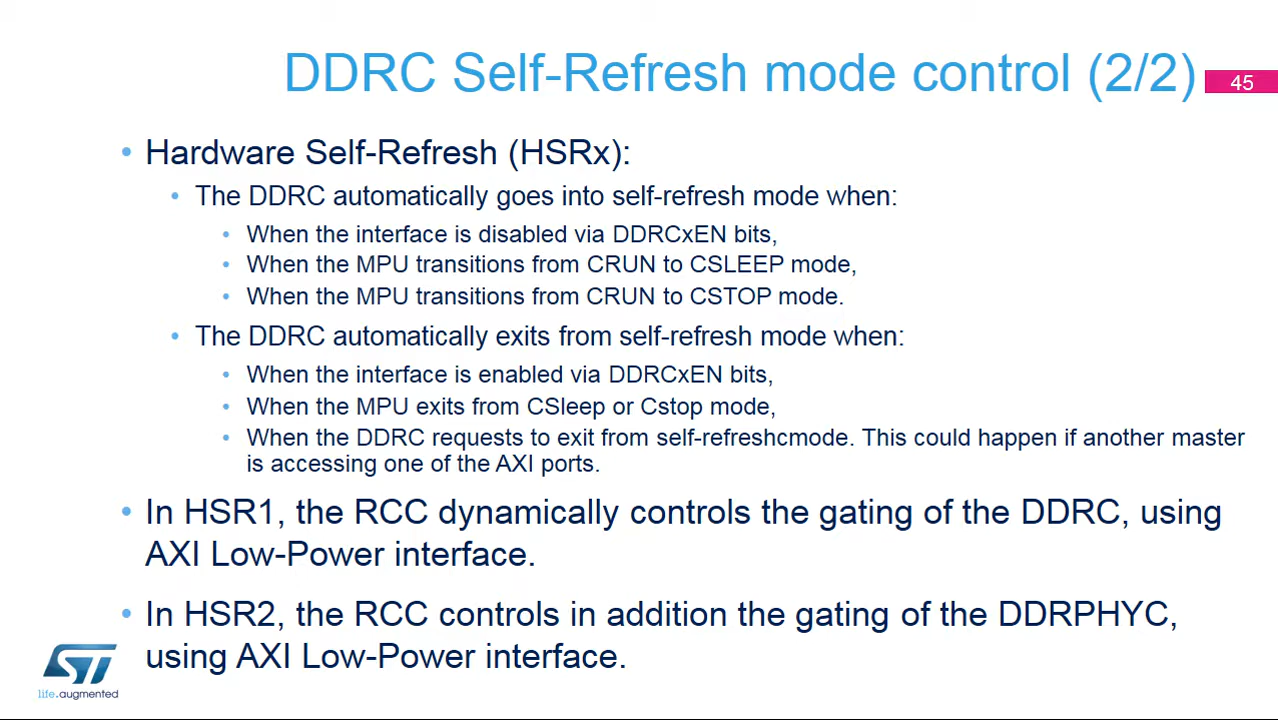 DDRC Self-Refresh mode control (2/2)
45
• Hardware Self-Refresh (HSRx):
• The DDRC automatically goes into self-refresh mode when:
• When the interface is disabled via DDRCxEN bits,
• When the MPU transitions from CRUN to CSLEEP mode,
• When the MPU transitions from CRUN to CSTOP mode.
• The DDRC automatically exits from self-refresh mode when:
• When the interface is enabled via DDRCxEN bits,
• When the MPU exits from CSleep or Cstop mode,
• When the DDRC requests to exit from self-refreshcmode. This could happen if another master
is accessing one of the AXI ports.
• In HSR1, the RCC dynamically controls the gating of the DDRC, using
AXI Low-Power interface.
• In HSR2, the RCC controls in addition the gating of the DDRPHYC,
using AXI Low-Power interface.
ST
life.augmented